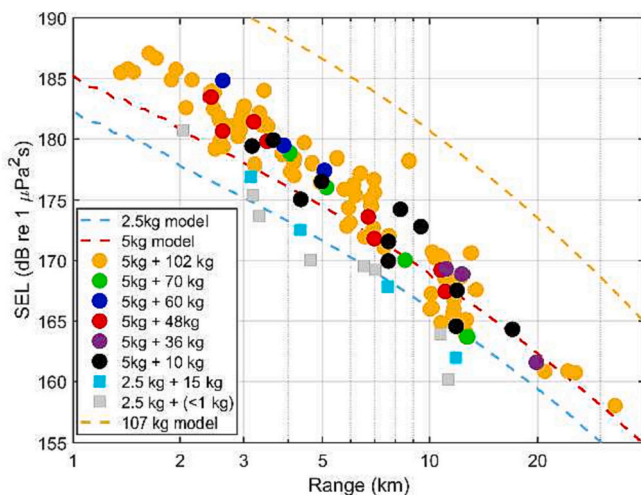 190
185
180
175
170
165
160
155
SEL (dB re 1 μPa²s)
2.5kg model
5kg model
5kg + 102 kg
5kg + 70 kg
5kg + 60 kg
5kg + 48kg
5kg + 36 kg
5kg + 10 kg
2.5 kg + 15 kg
2.5 kg + (<1 kg)
107 kg model
1
2
3
5
10
20
Range (km)